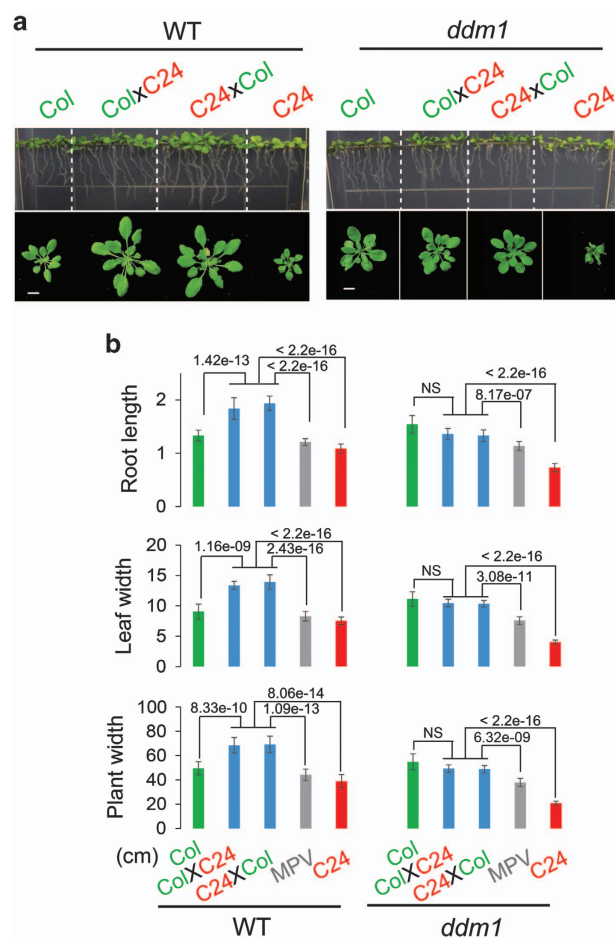 a
WT
ddm1
Col
ColxC24
C24xCol
C24
Col
ColxC24
C24xCol
C24
b
Root length
2
1
0
1.42e-13
< 2.2e-16
< 2.2e-16
NS
< 2.2e-16
8.17e-07
Leaf width
20
15
10
5
0
1.16e-09
< 2.2e-16
2.43e-16
NS
< 2.2e-16
3.08e-11
Plant width
100
80
60
40
20
0
8.33e-10
8.06e-14
1.09e-13
NS
< 2.2e-16
6.32e-09
(cm)
Col
ColXC24
C24XCol
MPV
C24
Col
ColXC24
C24XCol
MPV
C24
WT
ddm1